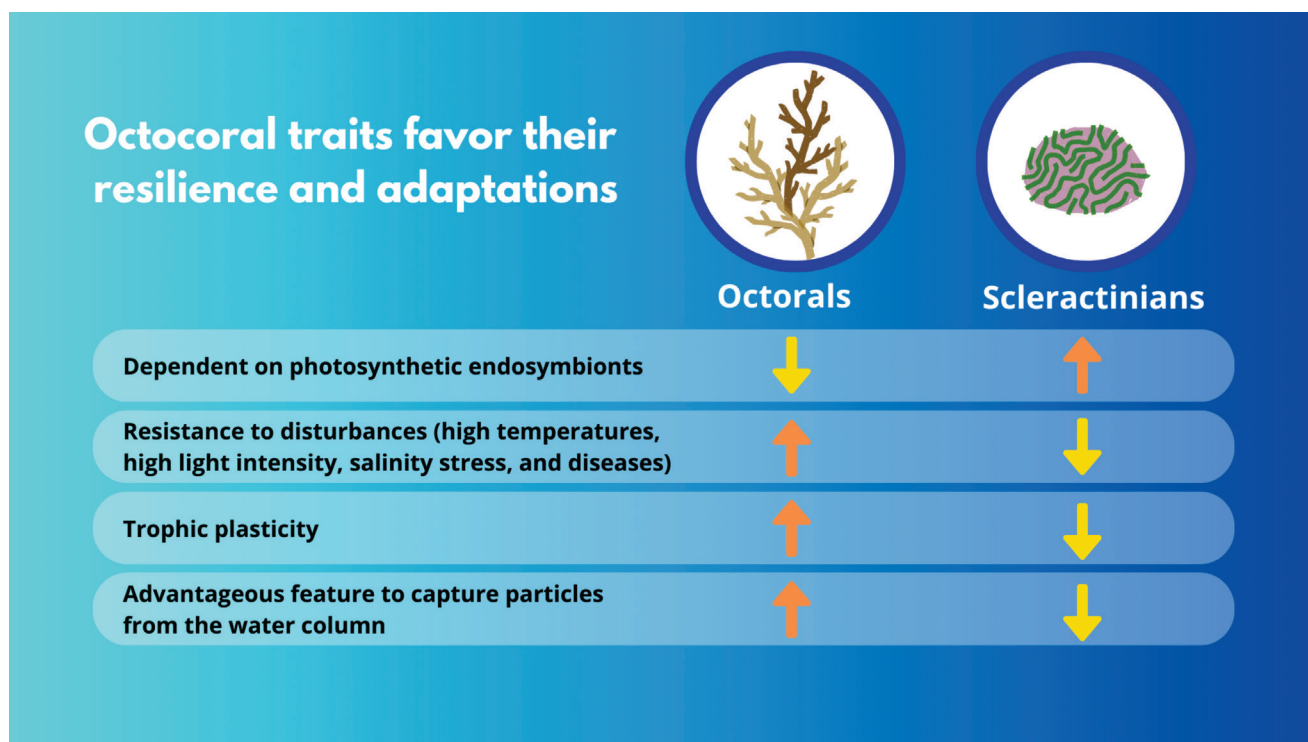 Octocoral traits favor their
resilience and adaptations
Octorals
Scleractinians
Dependent on photosynthetic endosymbionts
Resistance to disturbances (high temperatures,
high light intensity, salinity stress, and diseases)
Trophic plasticity
Advantageous feature to capture particles
from the water column